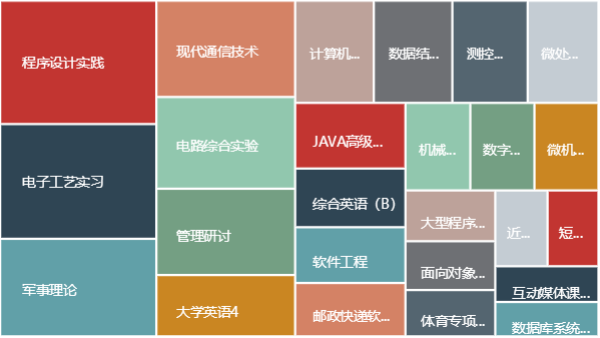 程序设计实践
电子工艺实习
军事理论
现代通信技术
电路综合实验
管理研讨
大学英语4
计算机...
数据结...
测控...
微处...
JAVA高级...
综合英语（B）
软件工程
邮政快递软...
机械...
数字...
微机...
大型程序...
面向对象...
体育专项...
近...
短...
互动媒体课...
数据库系统...